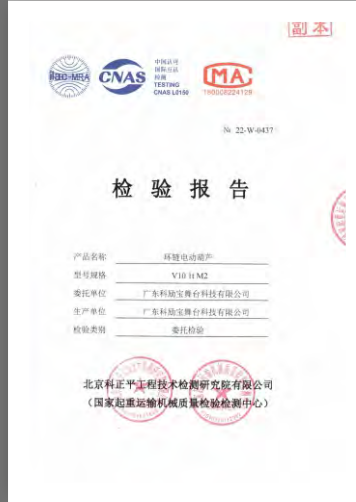 副本
ilac-MRA
CNAS
中国认可
国际互认
检测
TESTING
CNAS L0150
MA
180008224128
№ 22-W-0437
检验报告
产品名称 环链电动葫芦
型号规格 V10 1t M2
委托单位 广东科励宝舞台科技有限公司
生产单位 广东科励宝舞台科技有限公司
检验类别 委托检验
北京科正平工程技术检测研究院有限公司
（国家起重运输机械质量检验检测中心）